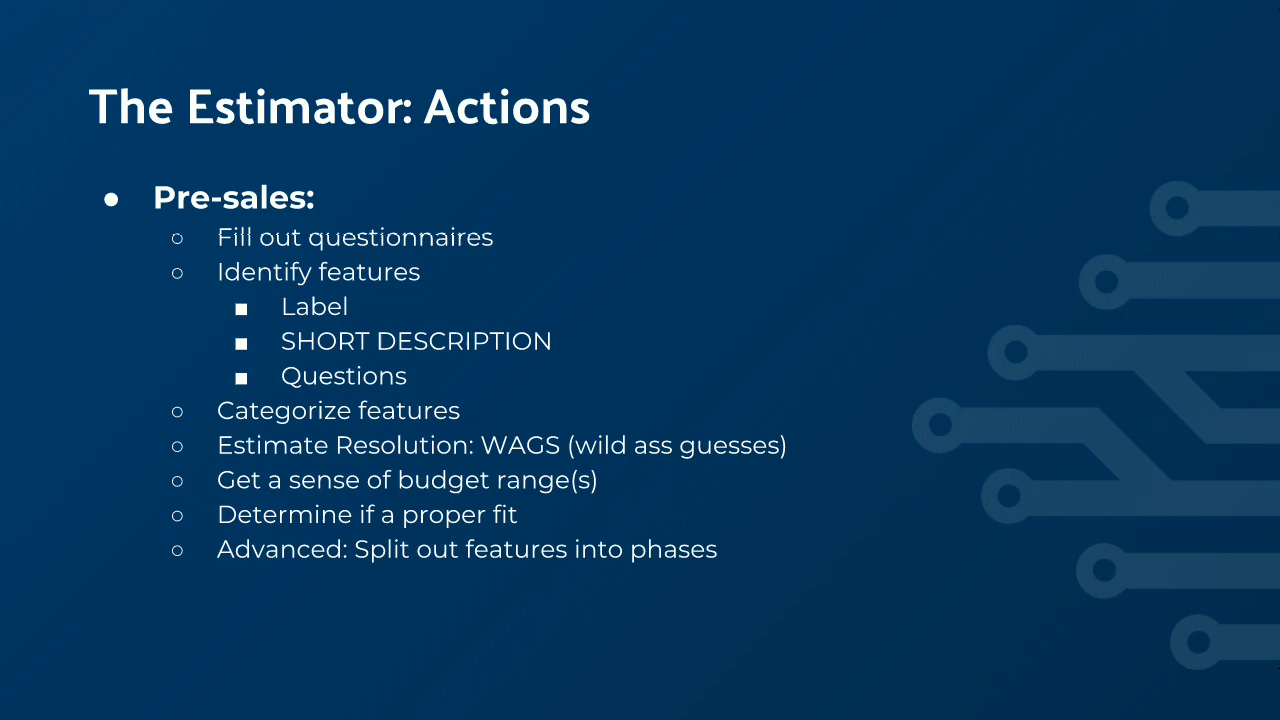 The Estimator: Actions
● Pre-sales:
○ Fill out questionnaires
○ Identify features
■ Label
■ SHORT DESCRIPTION
■ Questions
○ Categorize features
○ Estimate Resolution: WAGS (wild ass guesses)
○ Get a sense of budget range(s)
○ Determine if a proper fit
○ Advanced: Split out features into phases